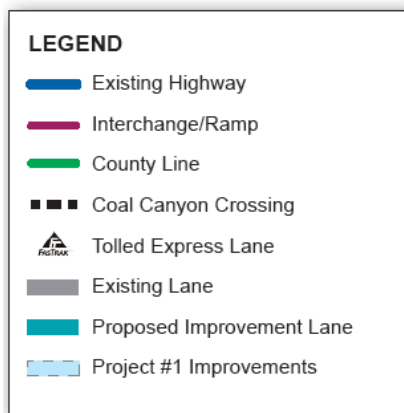 LEGEND
Existing Highway
Interchange/Ramp
County Line
Coal Canyon Crossing
FASTRAK Tolled Express Lane
Existing Lane
Proposed Improvement Lane
Project #1 Improvements